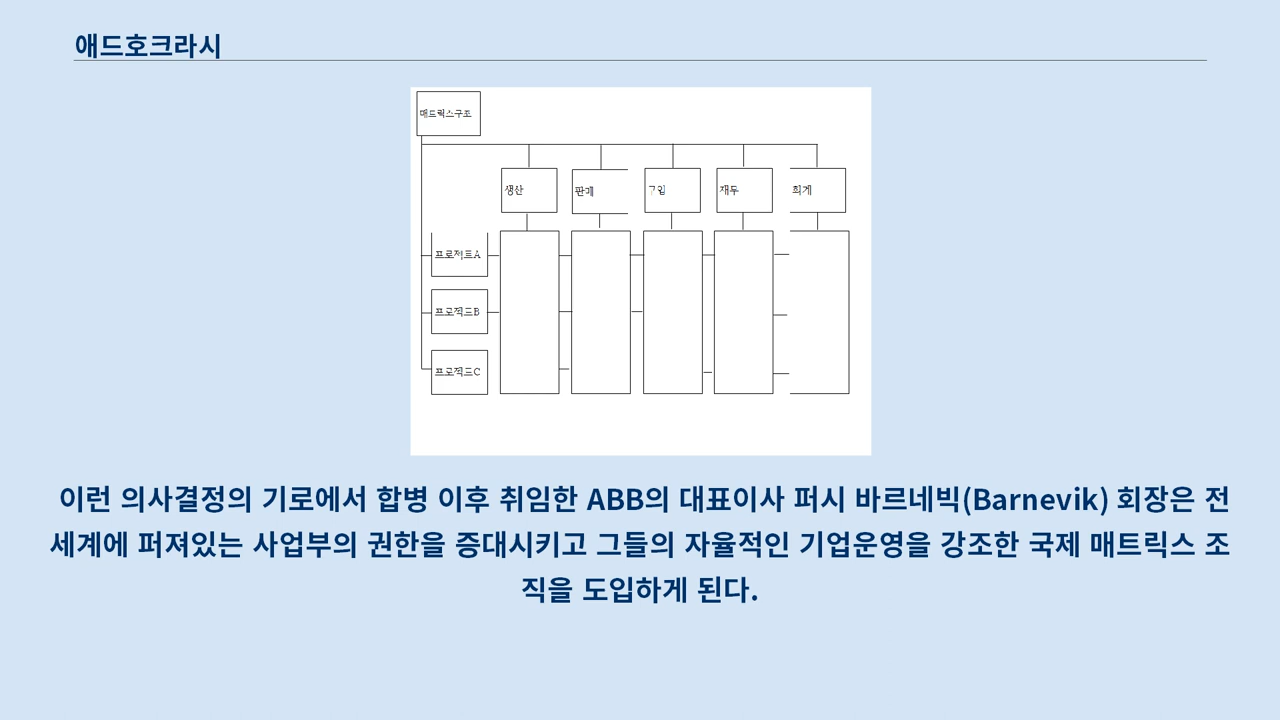 애드호크라시
매드릭스구조
생산
판매
구입
재무
회계
프로젝트A
프로젝트B
프로젝트C
이런 의사결정의 기로에서 합병 이후 취임한 ABB의 대표이사 퍼시 바르네빅(Barnevik) 회장은 전
세계에 퍼져있는 사업부의 권한을 증대시키고 그들의 자율적인 기업운영을 강조한 국제 매트릭스 조
직을 도입하게 된다.